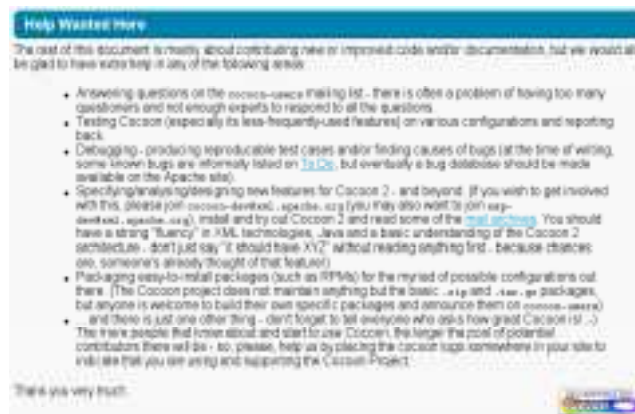 Help Wanted Here
The rest of this document is mainly about contributing new or improved code and/or documentation, but we would all
be glad to have extra help in any of the following areas:
Answering questions on the cocoon-users mailing list - there is often a problem of having too many
questioners and not enough experts to respond to all the questions.
Testing Cocoon (especially its less-frequently-used features) on various configurations and reporting
back.
Debugging - producing reproducable test cases and/or finding causes of bugs (at the time of writing,
some known bugs are informally listed on To Do, but eventually a bug database should be made
available on the Apache site).
Specifying/analysing/designing new features for Cocoon 2 - and beyond. (If you wish to get involved
with this, please join cocoon-dev@xml.apache.org (you may also want to join
dev@xml.apache.org), install and try out Cocoon 2 and read some of the mail archives. You should
have a strong "fluency" in XML technologies, Java and a basic understanding of the Cocoon 2
architecture - don't just say "it should have XYZ" without reading anything first - because chances
are, someone's already thought of that feature!)
Packaging easy-to-install packages (such as RPMs) for the myriad of possible configurations out
there. (The Cocoon project does not maintain anything but the basic .zip and .tar.gz packages,
but anyone is welcome to build their own specific packages and announce them on cocoon-users)
... and there is just one other thing - don't forget to tell everyone who asks how great Cocoon is! ;-)
The more people that know about and start to use Cocoon, the larger the pool of potential
contributors there will be - so, please, help us by placing the cocoon logo somewhere in your site to
indicate that you are using and supporting the Cocoon Project.
Thank you very much.